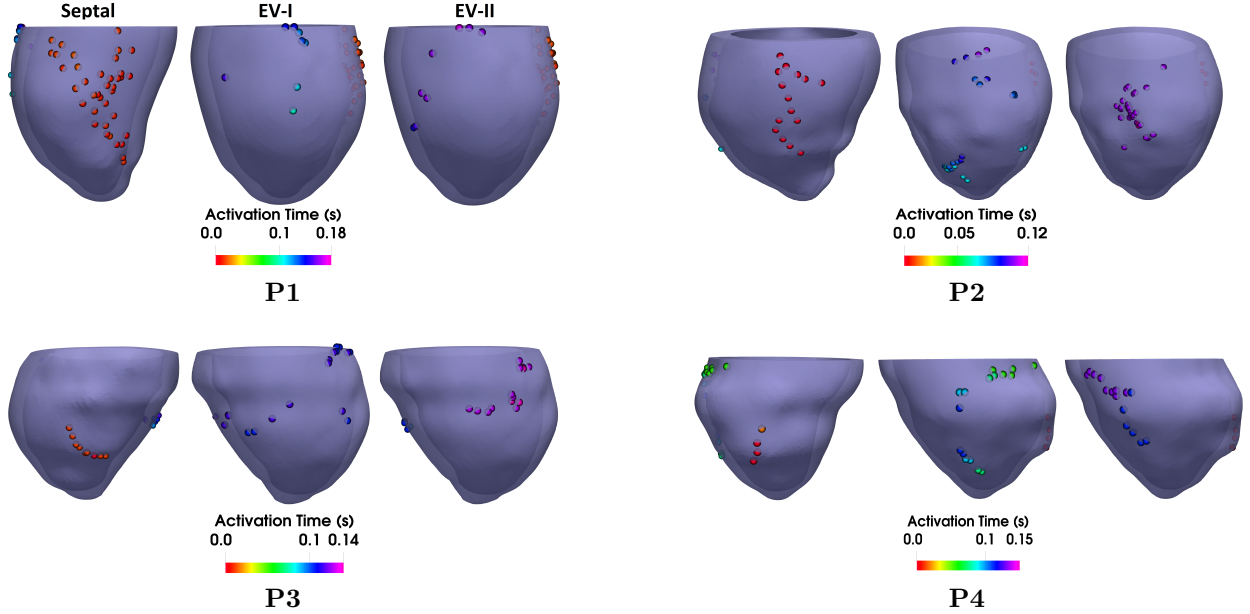 Septal EV-I EV-II
Activation Time (s)
0.0 0.1 0.18
P1
Activation Time (s)
0.0 0.05 0.12
P2
Activation Time (s)
0.0 0.1 0.14
P3
Activation Time (s)
0.0 0.1 0.15
P4